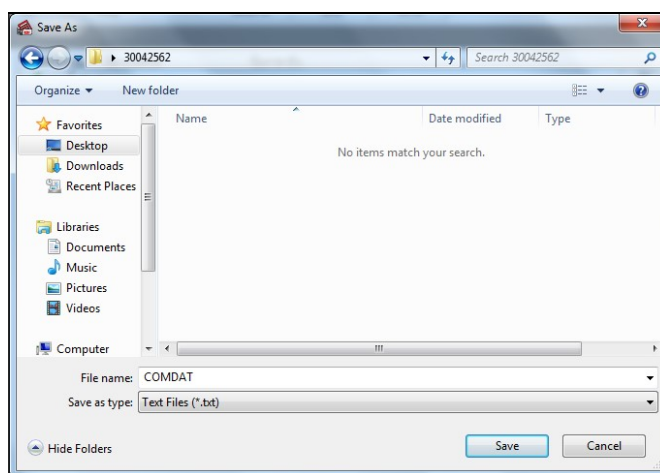 Save As
30042562
Search 30042562
Organize
New folder
Name
Date modified
Type
Favorites
Desktop
Downloads
Recent Places
No items match your search.
Libraries
Documents
Music
Pictures
Videos
Computer
File name: COMDAT
Save as type: Text Files (*.txt)
Hide Folders
Save
Cancel